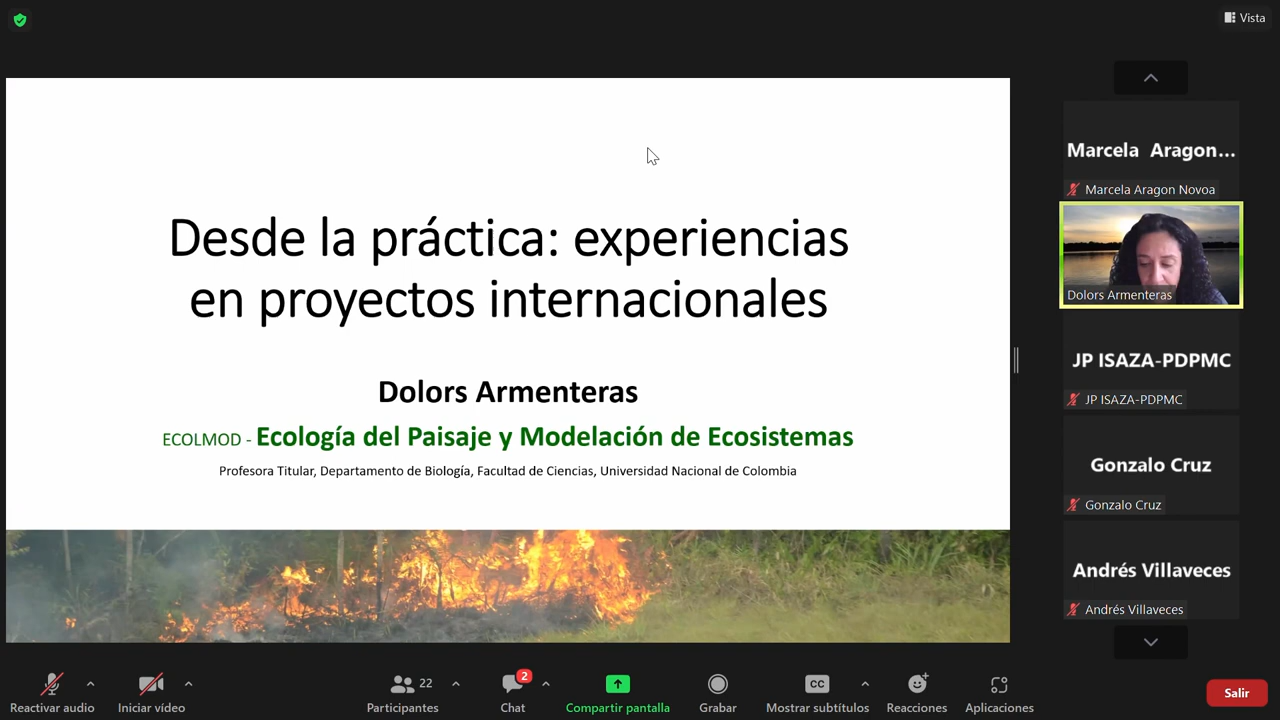 Vista
Desde la práctica: experiencias
en proyectos internacionales
Dolors Armenteras
ECOLMOD - Ecología del Paisaje y Modelación de Ecosistemas
Profesora Titular, Departamento de Biología, Facultad de Ciencias, Universidad Nacional de Colombia
Marcela Aragon...
Marcela Aragon Novoa
Dolors Armenteras
JP ISAZA-PDPMC
JP ISAZA-PDPMC
Gonzalo Cruz
Gonzalo Cruz
Andrés Villaveces
Andrés Villaveces
Reactivar audio
Iniciar vídeo
22
Participantes
2
Chat
Compartir pantalla
Grabar
CC
Mostrar subtítulos
Reacciones
Aplicaciones
Salir